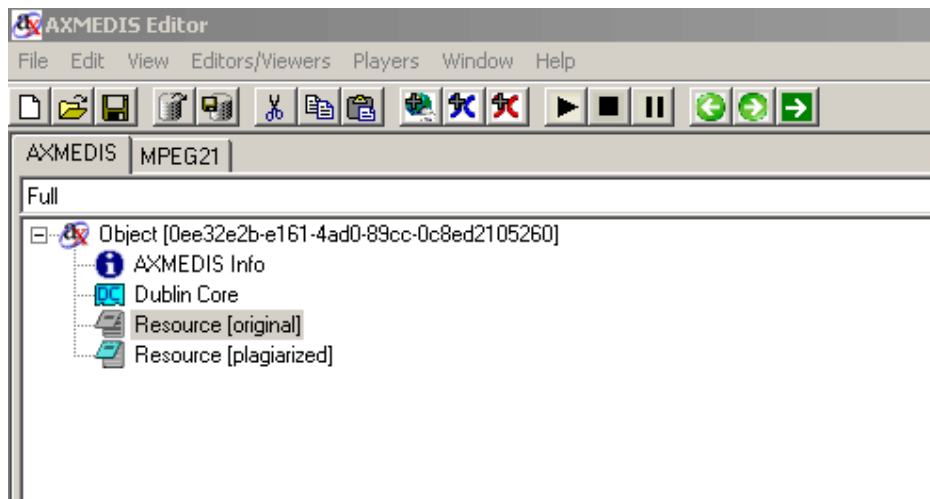 AXMEDIS Editor
File Edit View Editors/Viewers Players Window Help
AXMEDIS MPEG21
Full
Object [0ee32e2b-e161-4ad0-89cc-0c8ed2105260]
AXMEDIS Info
DC Dublin Core
Resource [original]
Resource [plagiarized]